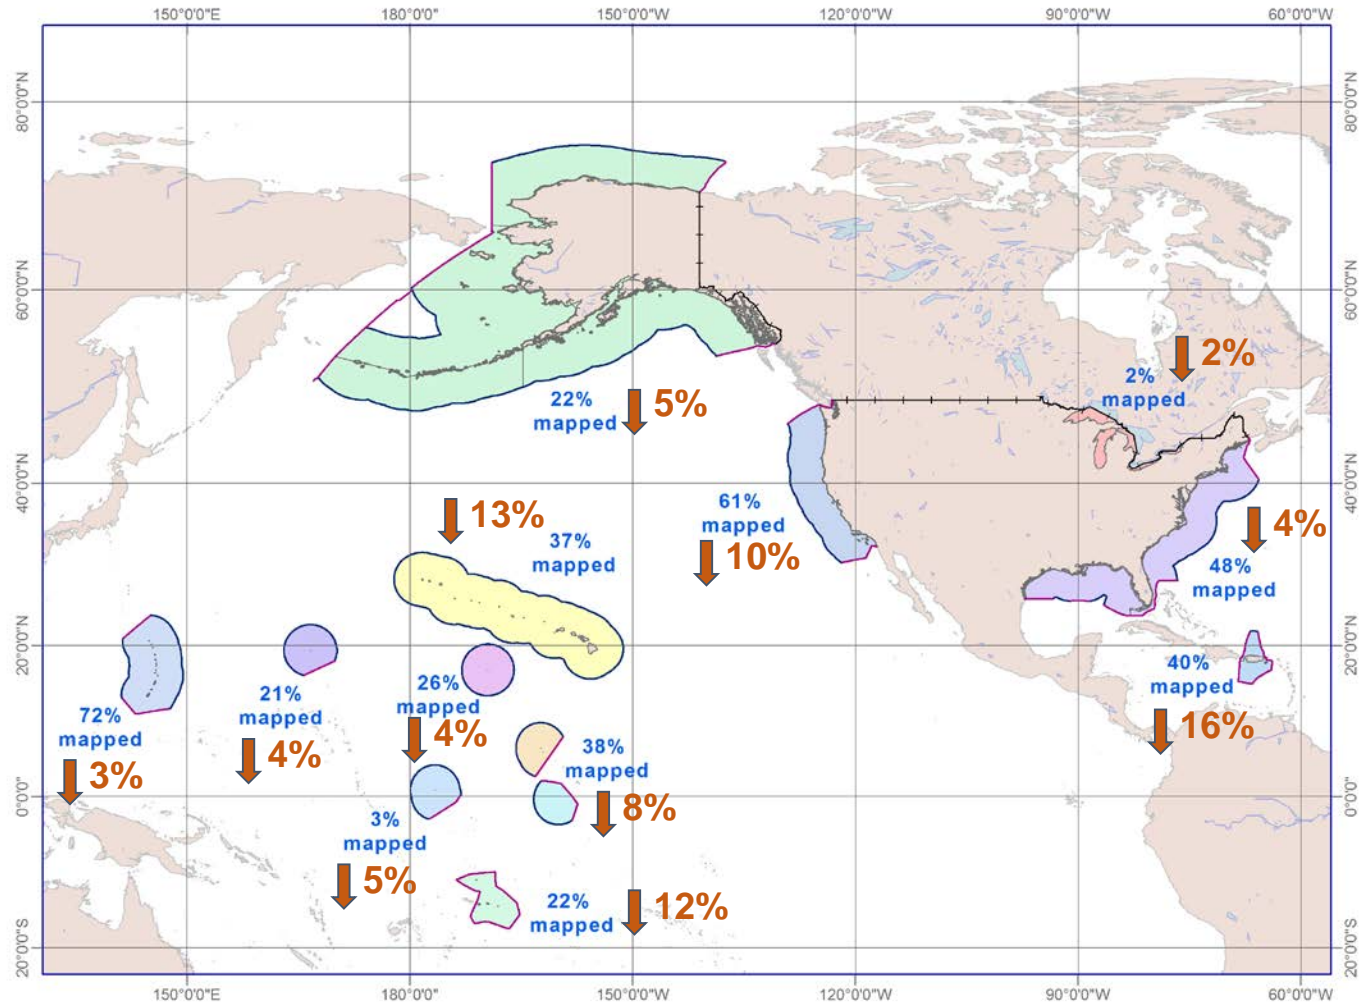 150°0'0"E
180°0'0"
150°0'0"W
120°0'0"W
90°0'0"W
60°0'0"W
80°0'0"N
80°0'0"N
60°0'0"N
60°0'0"N
2%
2%
mapped
22%
mapped
5%
40°0'0"N
40°0'0"N
13%
61%
mapped
10%
4%
37%
mapped
48%
mapped
20°0'0"N
20°0'0"N
40%
mapped
16%
26%
mapped
4%
21%
mapped
4%
72%
mapped
3%
38%
mapped
8%
0°0'0"
0°0'0"
3%
mapped
5%
22%
mapped
12%
20°0'0"S
20°0'0"S
150°0'0"E
180°0'0"
150°0'0"W
120°0'0"W
90°0'0"W
60°0'0"W